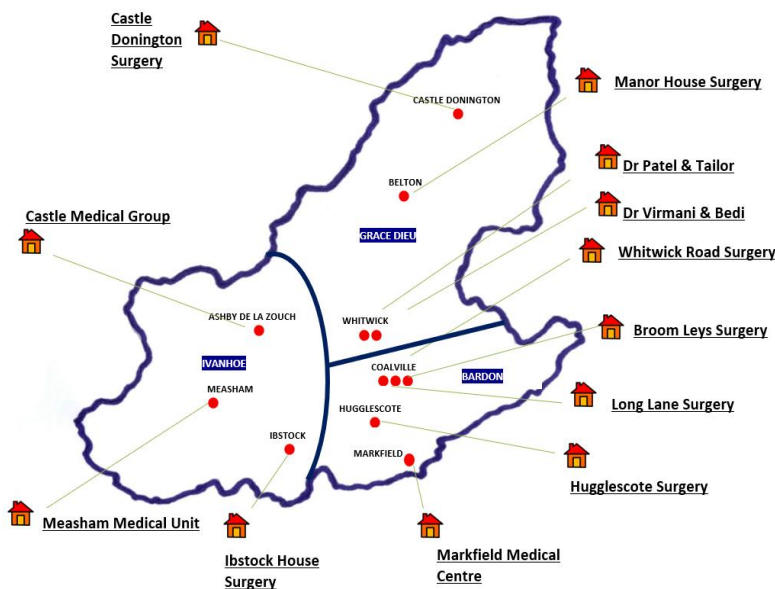 Castle
Donington
Surgery
Manor House Surgery
CASTLE DONINGTON
Dr Patel & Tailor
BELTON
Dr Virmani & Bedi
Castle Medical Group
GRACE DIEU
Whitwick Road Surgery
ASHBY DE LA ZOUCH
WHITWICK
Broom Leys Surgery
IVANHOE
COALVILLE
BARDON
MEASHAM
Long Lane Surgery
HUGGLESCOTE
IBSTOCK
MARKFIELD
Hugglescote Surgery
Measham Medical Unit
Ibstock House
Surgery
Markfield Medical
Centre